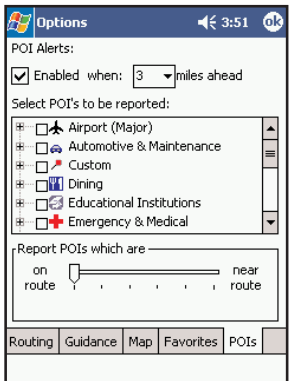 Options 3:51 ok
POI Alerts:
Enabled when: 3 miles ahead
Select POI's to be reported:
Airport (Major)
Automotive & Maintenance
Custom
Dining
Educational Institutions
Emergency & Medical
Report POIs which are
on route
near route
Routing Guidance Map Favorites POIs